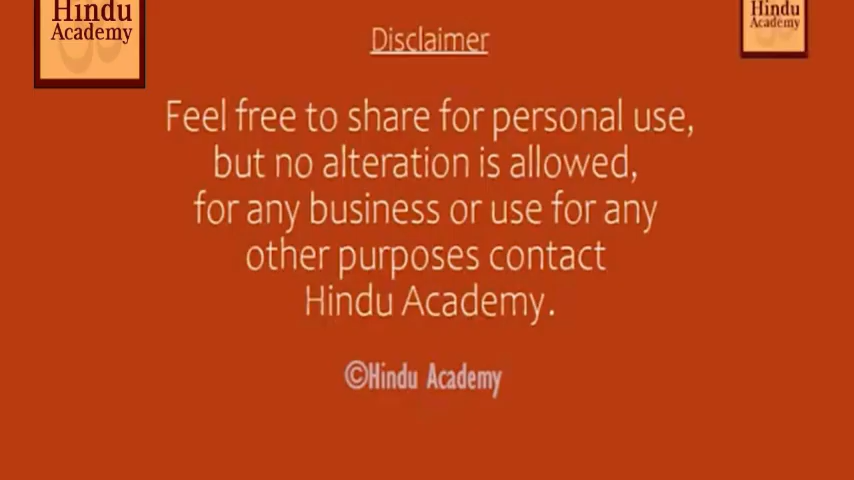 Hindu
Academy
Hindu
Academy
Disclaimer
Feel free to share for personal use,
but no alteration is allowed,
for any business or use for any
other purposes contact
Hindu Academy.
©Hindu Academy